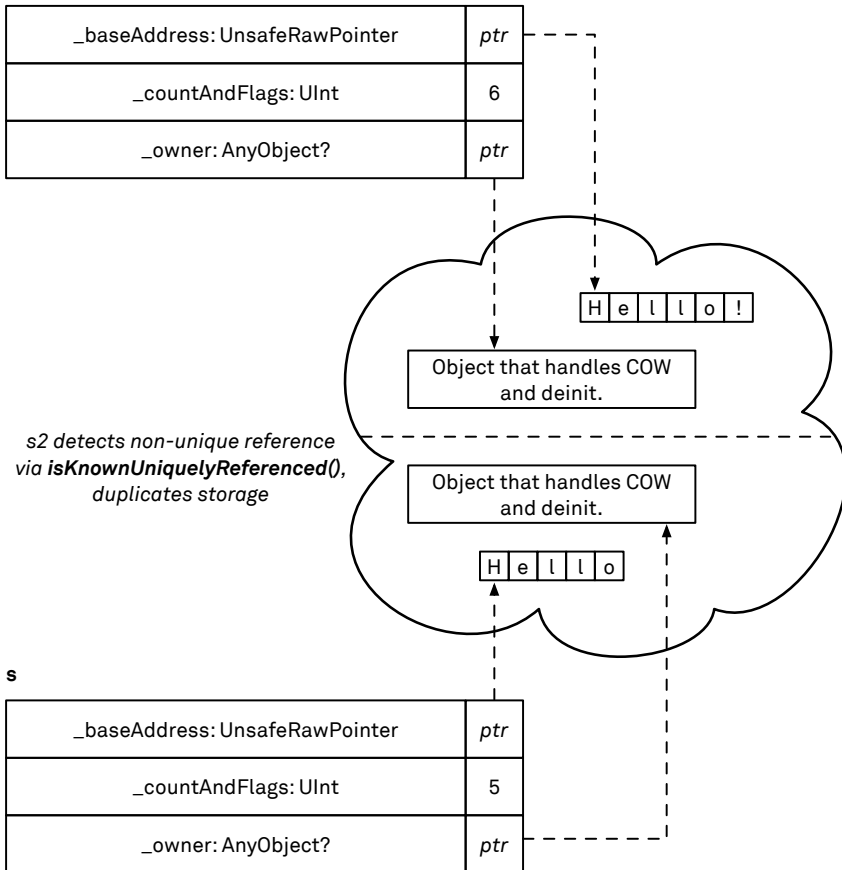 _baseAddress: UnsafeRawPointer ptr
_countAndFlags: UInt 6
_owner: AnyObject? ptr
H e l l o !
Object that handles COW
and deinit.
s2 detects non-unique reference
via isKnownUniquelyReferenced(),
duplicates storage
Object that handles COW
and deinit.
H e l l o
s
_baseAddress: UnsafeRawPointer ptr
_countAndFlags: UInt 5
_owner: AnyObject? ptr